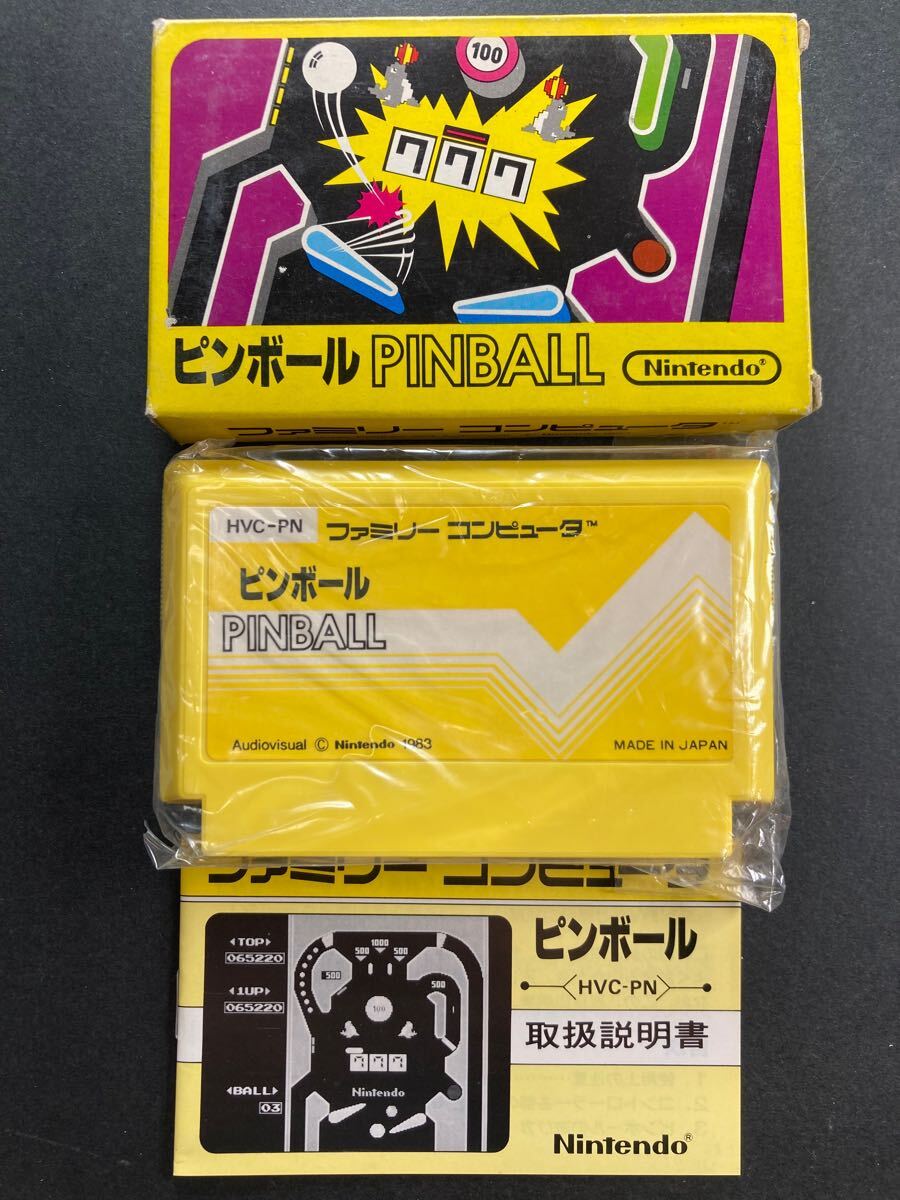 100
777
ピンボール PINBALL Nintendo®
ファミリー コンピュータ™
HVC-PN ファミリー コンピュータ™
ピンボール
PINBALL
Audiovisual © Nintendo 1983 MADE IN JAPAN
ファミリー コンピュータ
ピンボール
HVC-PN
取扱説明書
Nintendo®
TOP
065220
1UP
065220
BALL
03
1000
500 500
500
500
100
777
Nintendo